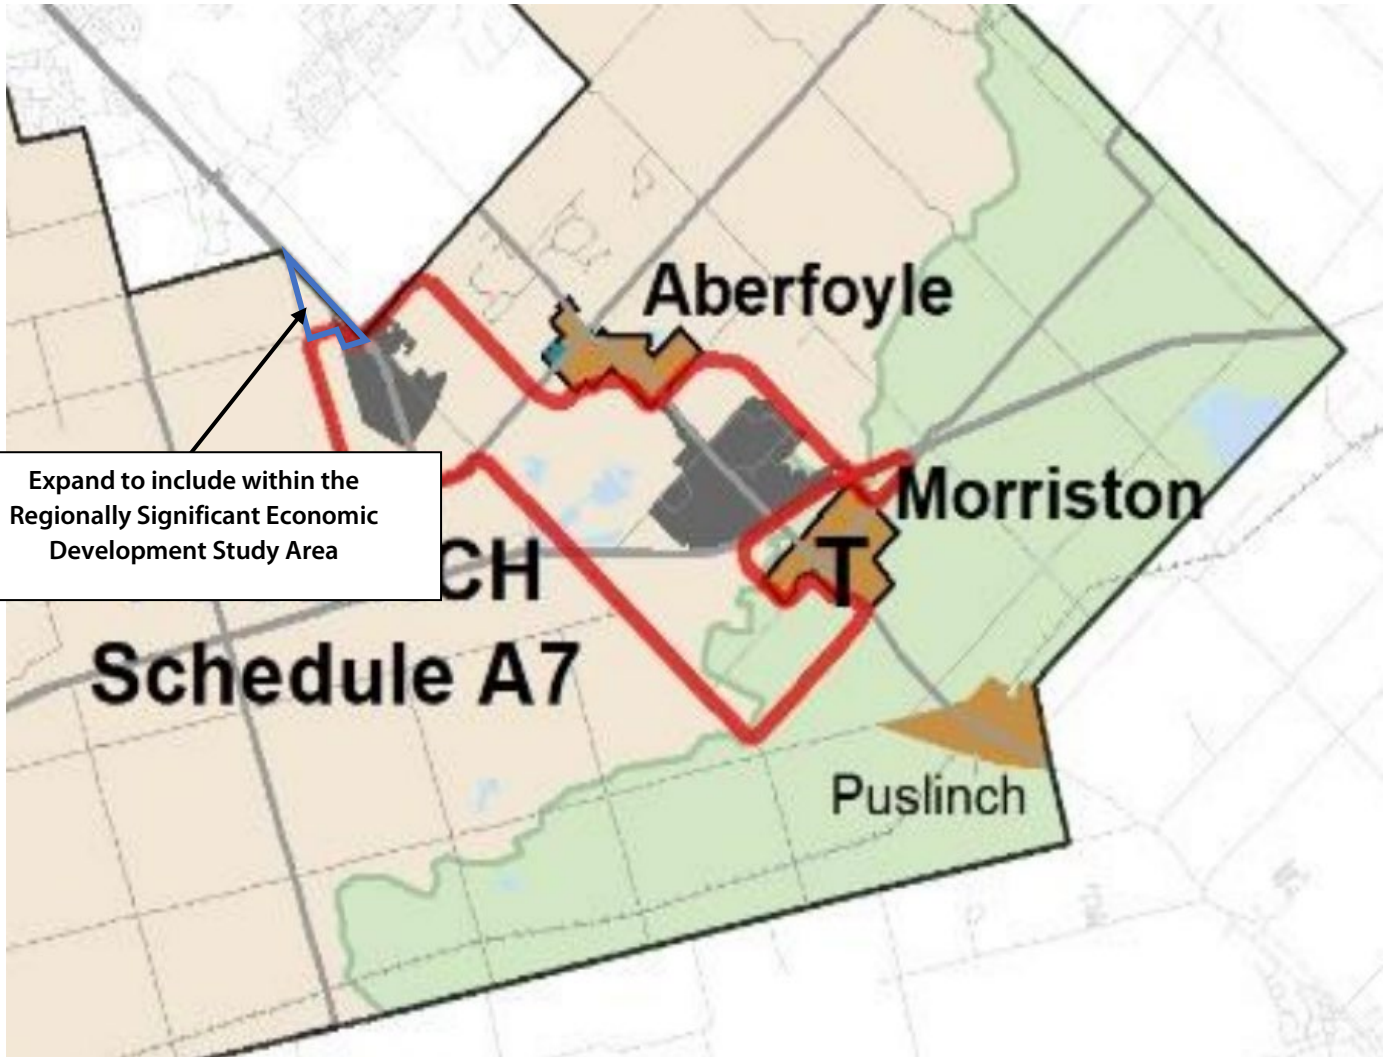 Aberfoyle
Morriston
Expand to include within the
Regionally Significant Economic
Development Study Area
CH
T
Schedule A7
Puslinch